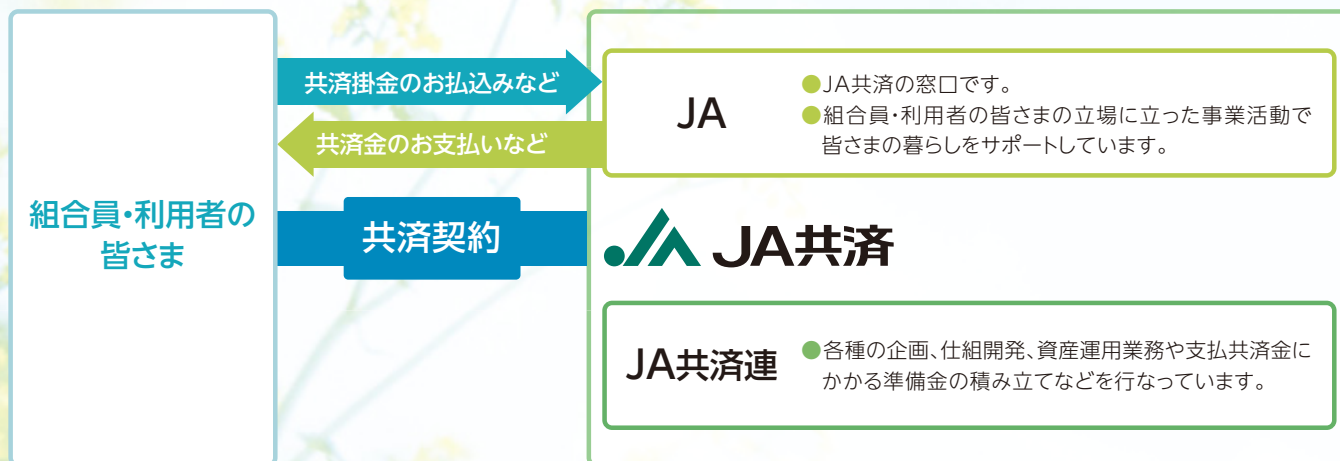 組合員・利用者の
皆さま
共済掛金のお払込みなど
共済金のお支払いなど
共済契約
JA
●JA共済の窓口です。
●組合員・利用者の皆さまの立場に立った事業活動で
皆さまの暮らしをサポートしています。
JA共済
JA共済連
●各種の企画、仕組開発、資産運用業務や支払共済金に
かかる準備金の積み立てなどを行なっています。